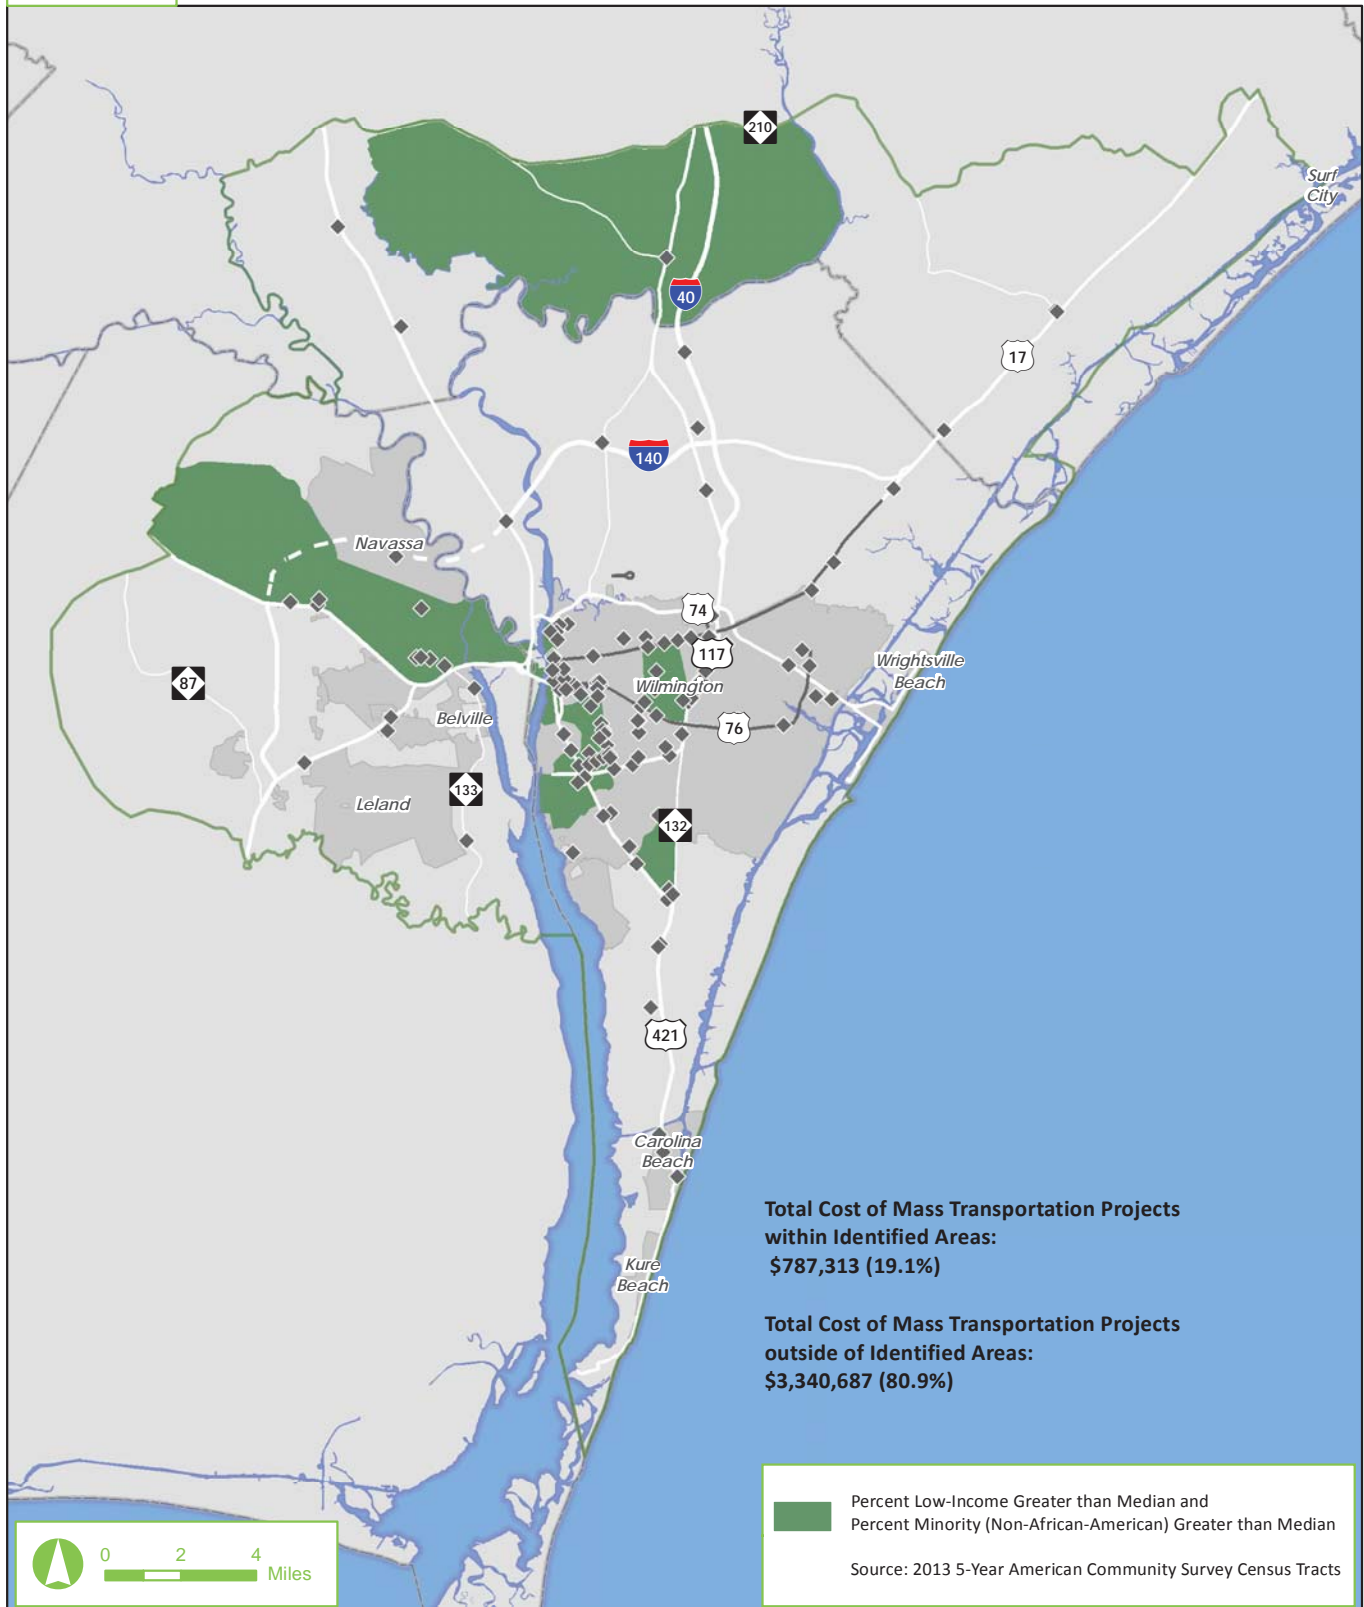 210
Surf
City
40
17
140
Navassa
74
117
Wrightsville
Beach
87
Wilmington
Belville
76
133
Leland
132
421
Carolina
Beach
Total Cost of Mass Transportation Projects
within Identified Areas:
$787,313 (19.1%)
Kure
Beach
Total Cost of Mass Transportation Projects
outside of Identified Areas:
$3,340,687 (80.9%)
Percent Low-Income Greater than Median and
Percent Minority (Non-African-American) Greater than Median
Source: 2013 5-Year American Community Survey Census Tracts
0 2 4
Miles